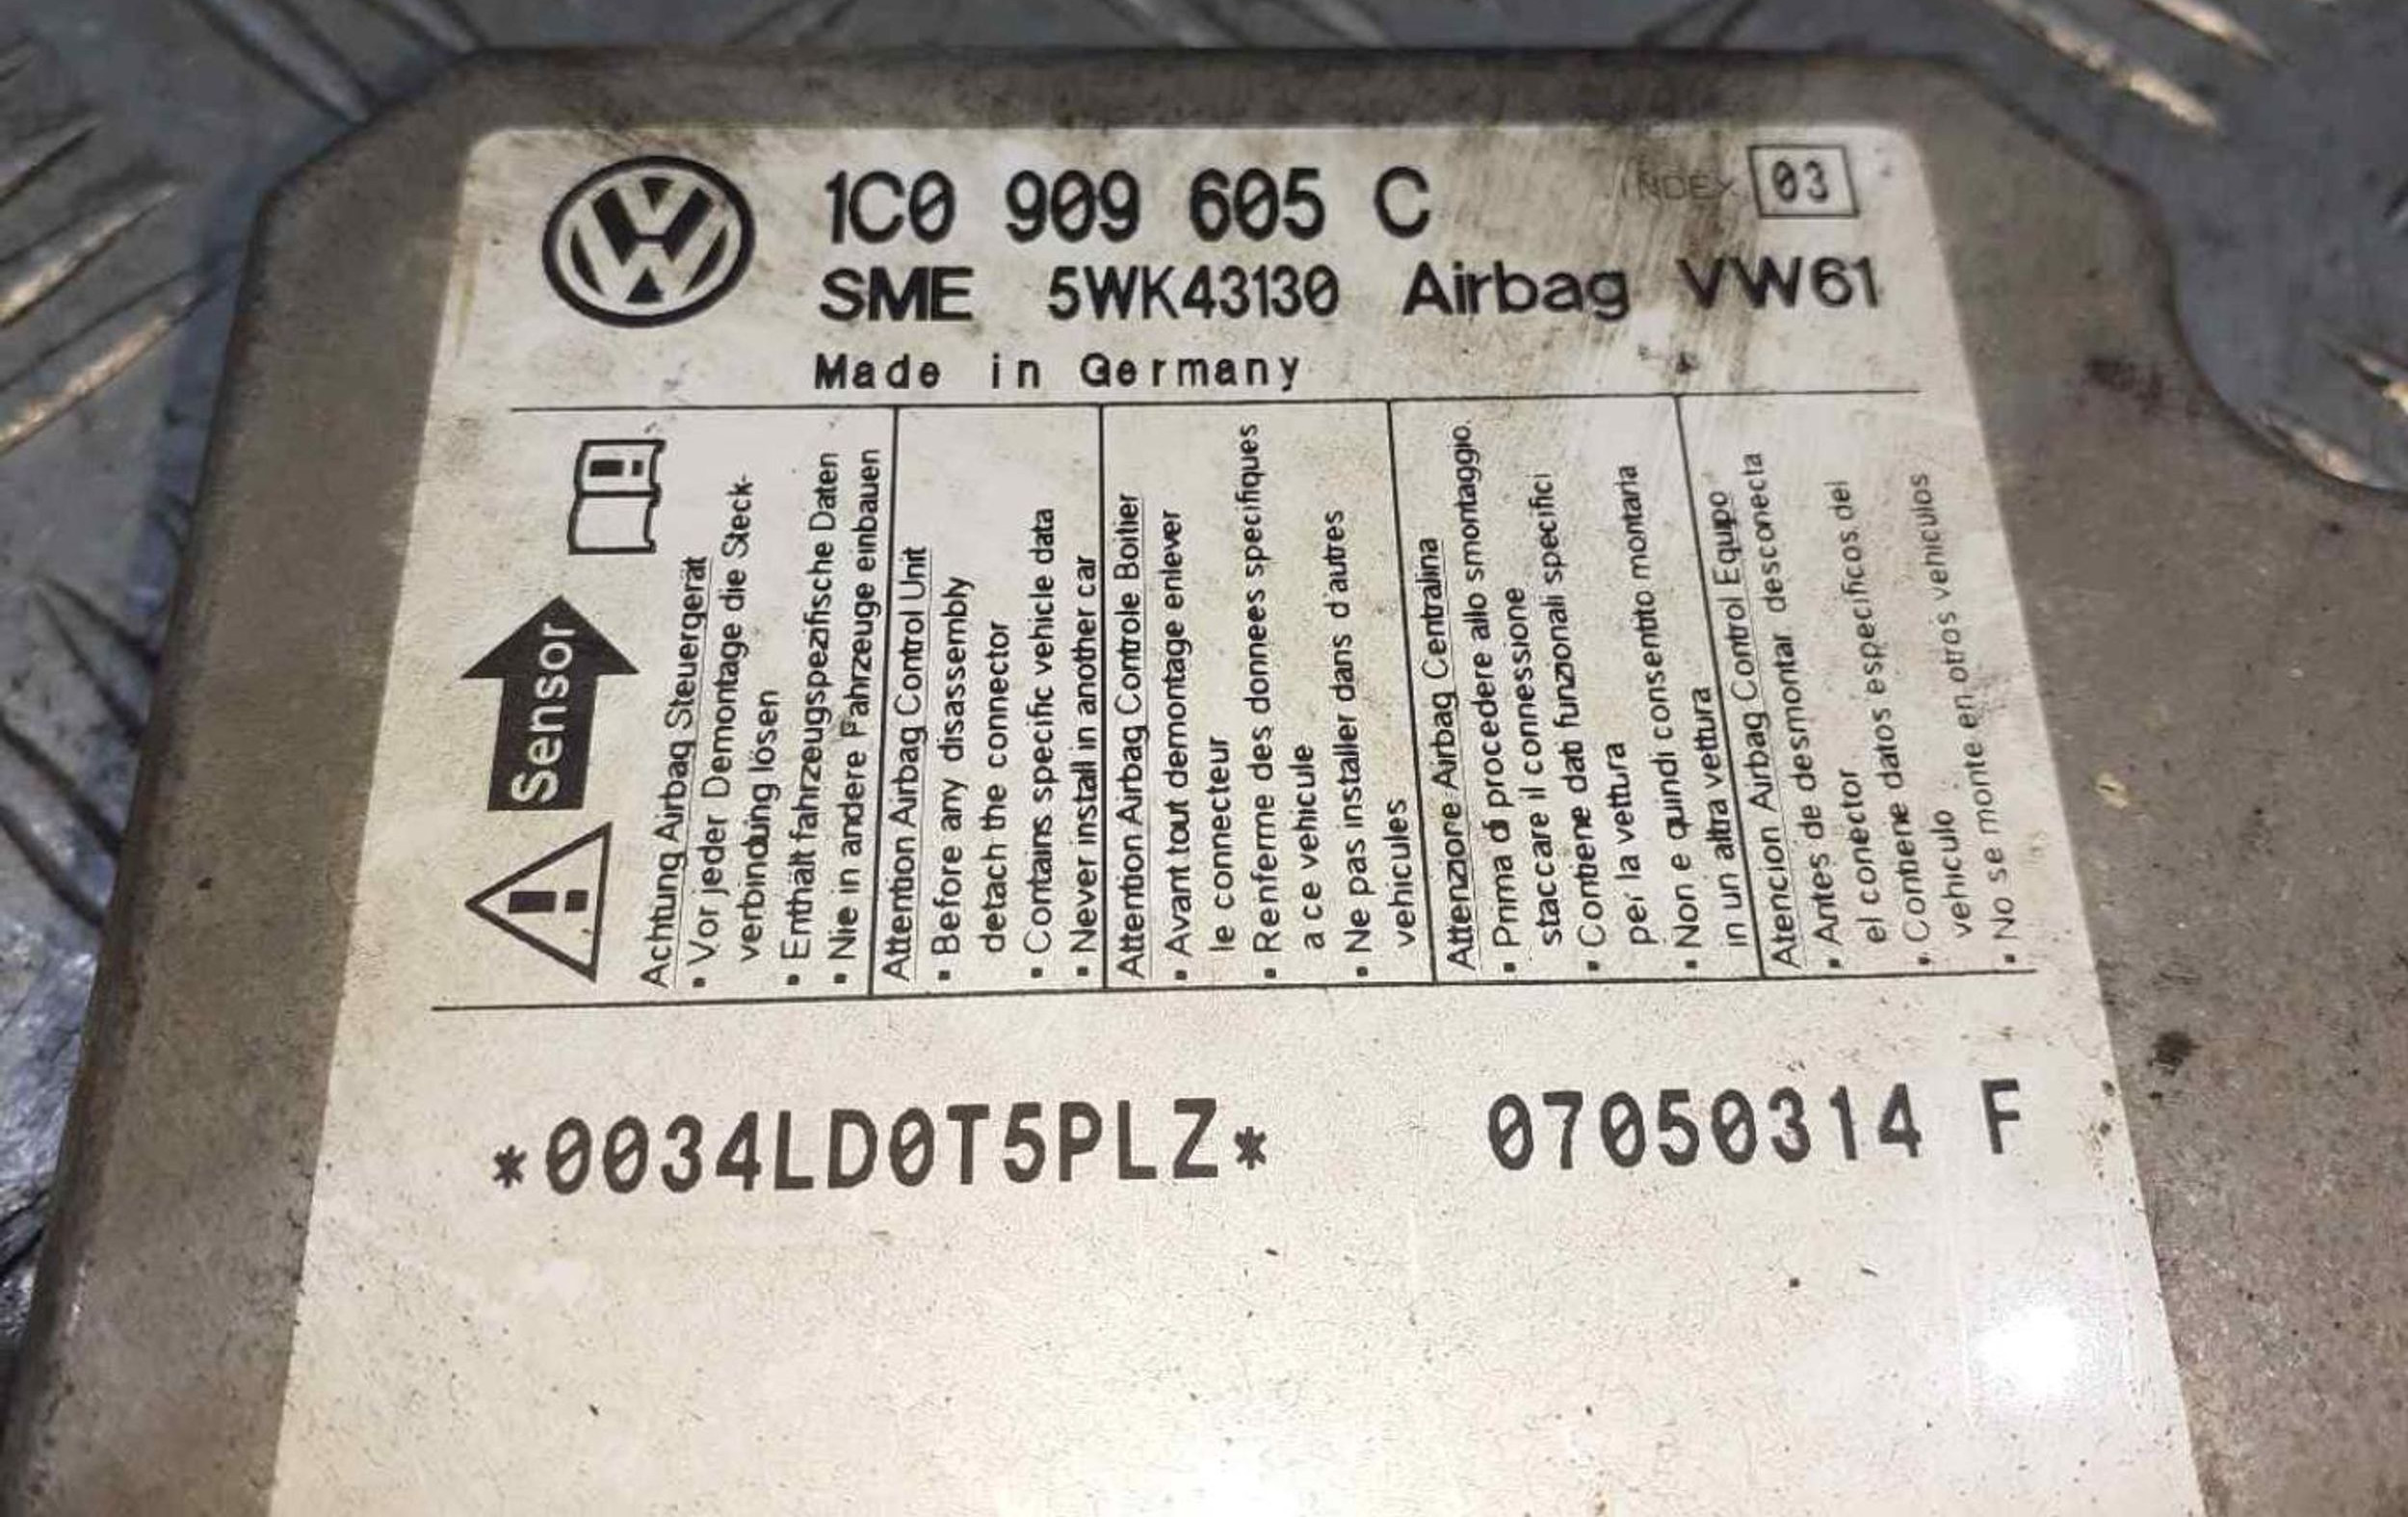 1C0 909 605 C INDEX 03
SME 5WK43130 Airbag VW61
Made in Germany
Sensor
Achtung Airbag Steuergerät
• Vor jeder Demontage die Steck-
verbindung lösen
• Enthält fahrzeugspezifische Daten
• Nie in andere Fahrzeuge einbauen
Attention Airbag Control Unit
• Before any disassembly
detach the connector
• Contains specific vehicle data
• Never install in another car
Attention Airbag Controle Boitier
• Avant tout demontage enlever
le connecteur
• Renferme des donnees specifiques
a ce vehicule
• Ne pas installer dans d'autres
vehicules
Attenzione Airbag Centralina
• Prima di procedere allo smontaggio.
staccare il connessione
• Contiene dati funzionali specifici
per la vettura
• Non e quindi consentito montarla
in un altra vettura
Atencion Airbag Control Equipo
• Antes de desmontar desconecta
el conector
• Contiene datos especificos del
vehiculo
• No se monte en otros vehiculos
*0034LD0T5PLZ* 07050314 F